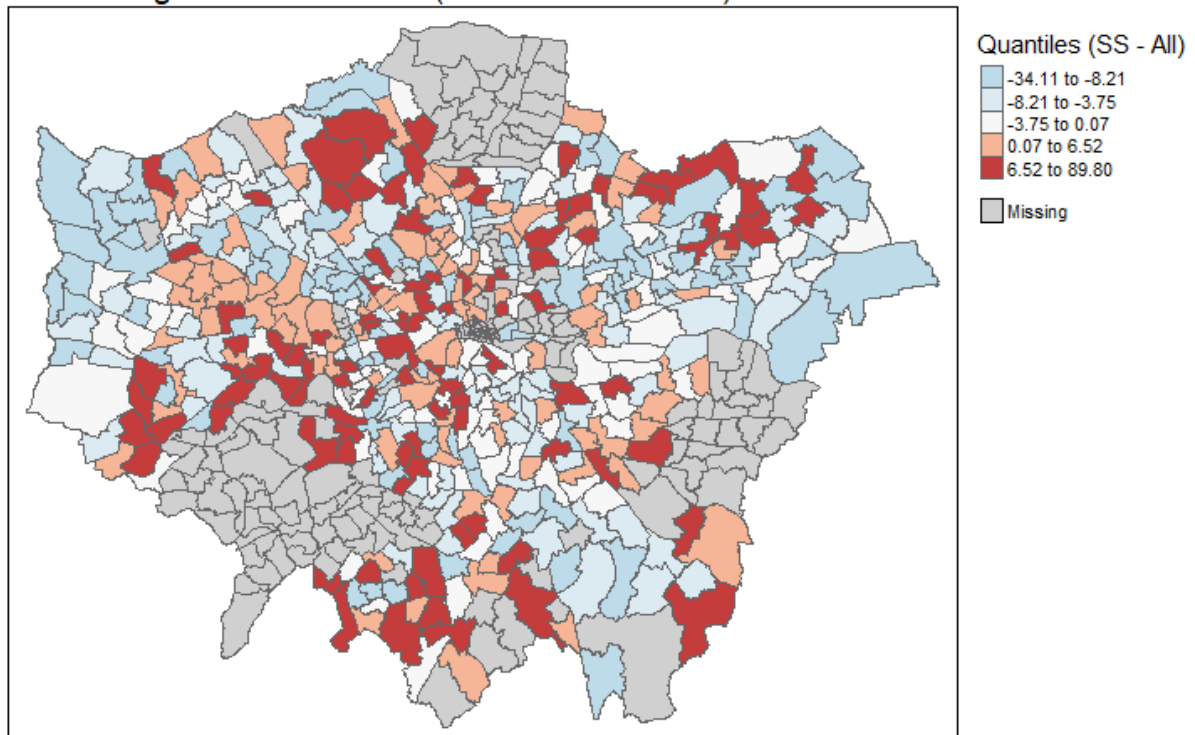 Quantiles (SS - All)
-34.11 to -8.21
-8.21 to -3.75
-3.75 to 0.07
0.07 to 6.52
6.52 to 89.80
Missing